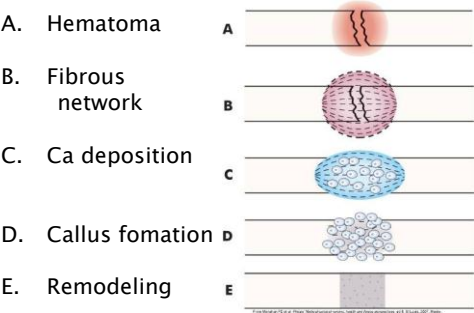 A. Hematoma
B. Fibrous
network
C. Ca deposition
D. Callus fomation
E. Remodeling
A
B
C
D
E